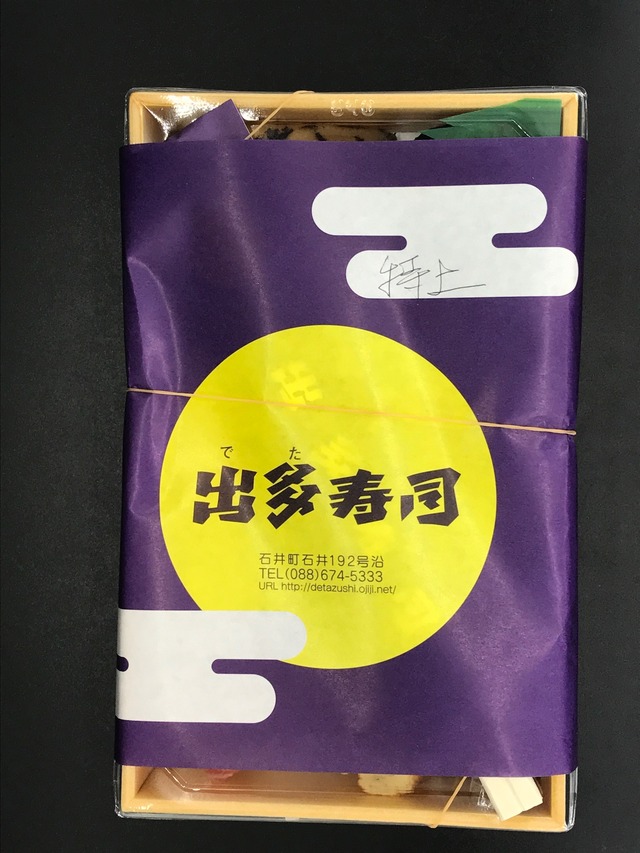 特上
でた
出多寿司
石井町石井192号沿
TEL(088)674-5333
URL http://detazushi.ojiji.net/